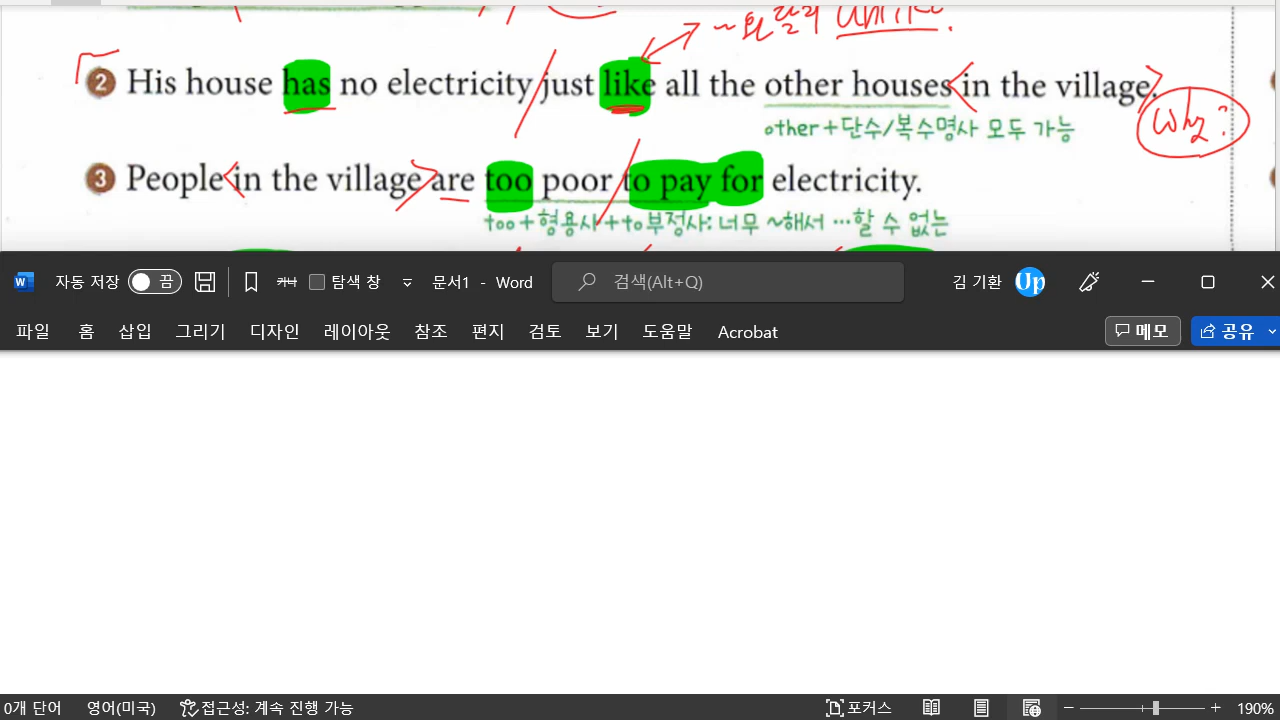 ② His house has no electricity just like all the other houses in the village.
Why?
other+단수/복수명사 모두 가능
③ People in the village are too poor to pay for electricity.
too+형용사+to부정사: 너무 ~해서 …할 수 없는
자동 저장 끔 탐색 창 문서1 - Word 검색(Alt+Q) 김 기환 Up
파일 홈 삽입 그리기 디자인 레이아웃 참조 편지 검토 보기 도움말 Acrobat 메모 공유
0개 단어 영어(미국) 접근성: 계속 진행 가능 포커스 190%